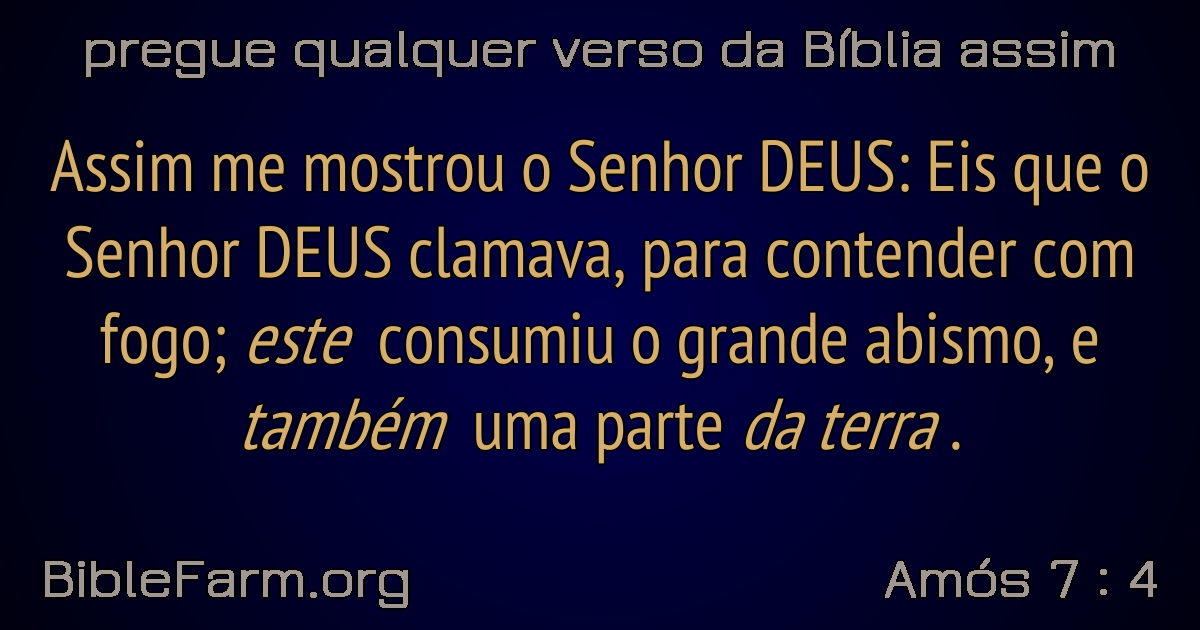 pregue qualquer verso da Bíblia assim
Assim me mostrou o Senhor DEUS: Eis que o
Senhor DEUS clamava, para contender com
fogo; este consumiu o grande abismo, e
também uma parte da terra .
BibleFarm.org
Amós 7 : 4